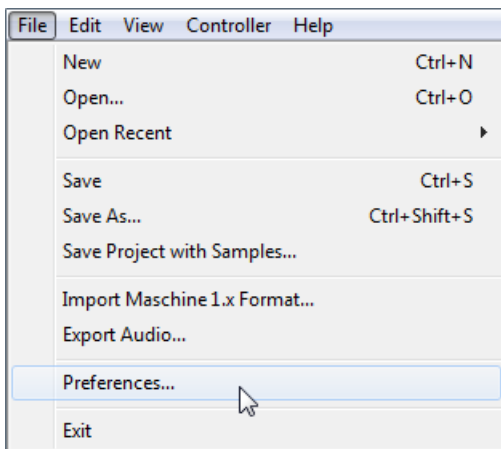 File Edit View Controller Help
New Ctrl+N
Open... Ctrl+O
Open Recent
Save Ctrl+S
Save As... Ctrl+Shift+S
Save Project with Samples...
Import Maschine 1.x Format...
Export Audio...
Preferences...
Exit